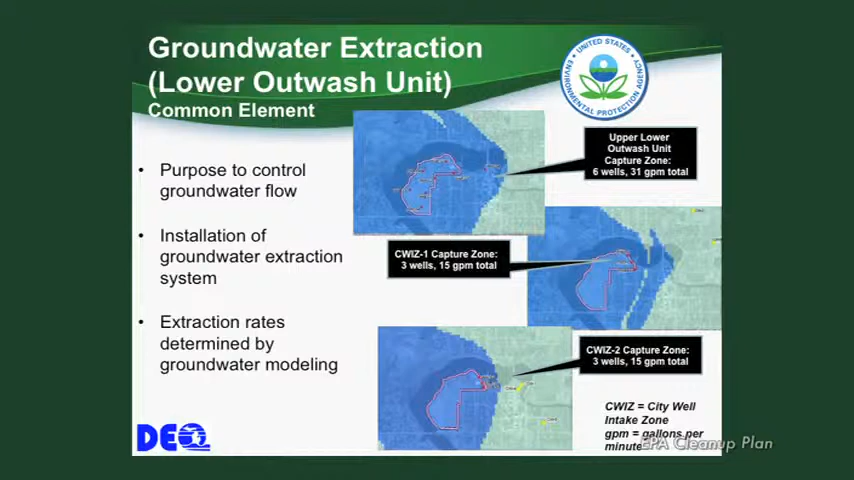 Groundwater Extraction
(Lower Outwash Unit)
Common Element
UNITED STATES
ENVIRONMENTAL PROTECTION AGENCY
• Purpose to control
groundwater flow
• Installation of
groundwater extraction
system
• Extraction rates
determined by
groundwater modeling
Upper Lower
Outwash Unit
Capture Zone:
6 wells, 31 gpm total
CWIZ-1 Capture Zone:
3 wells, 15 gpm total
CWIZ-2 Capture Zone:
3 wells, 15 gpm total
CWIZ = City Well
Intake Zone
gpm = gallons per
minute
DEQ
EPA Cleanup Plan